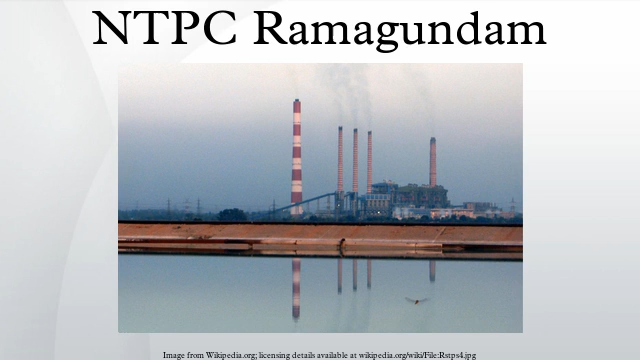 NTPC Ramagundam
Image from Wikipedia.org; licensing details available at wikipedia.org/wiki/File:Rstps4.jpg